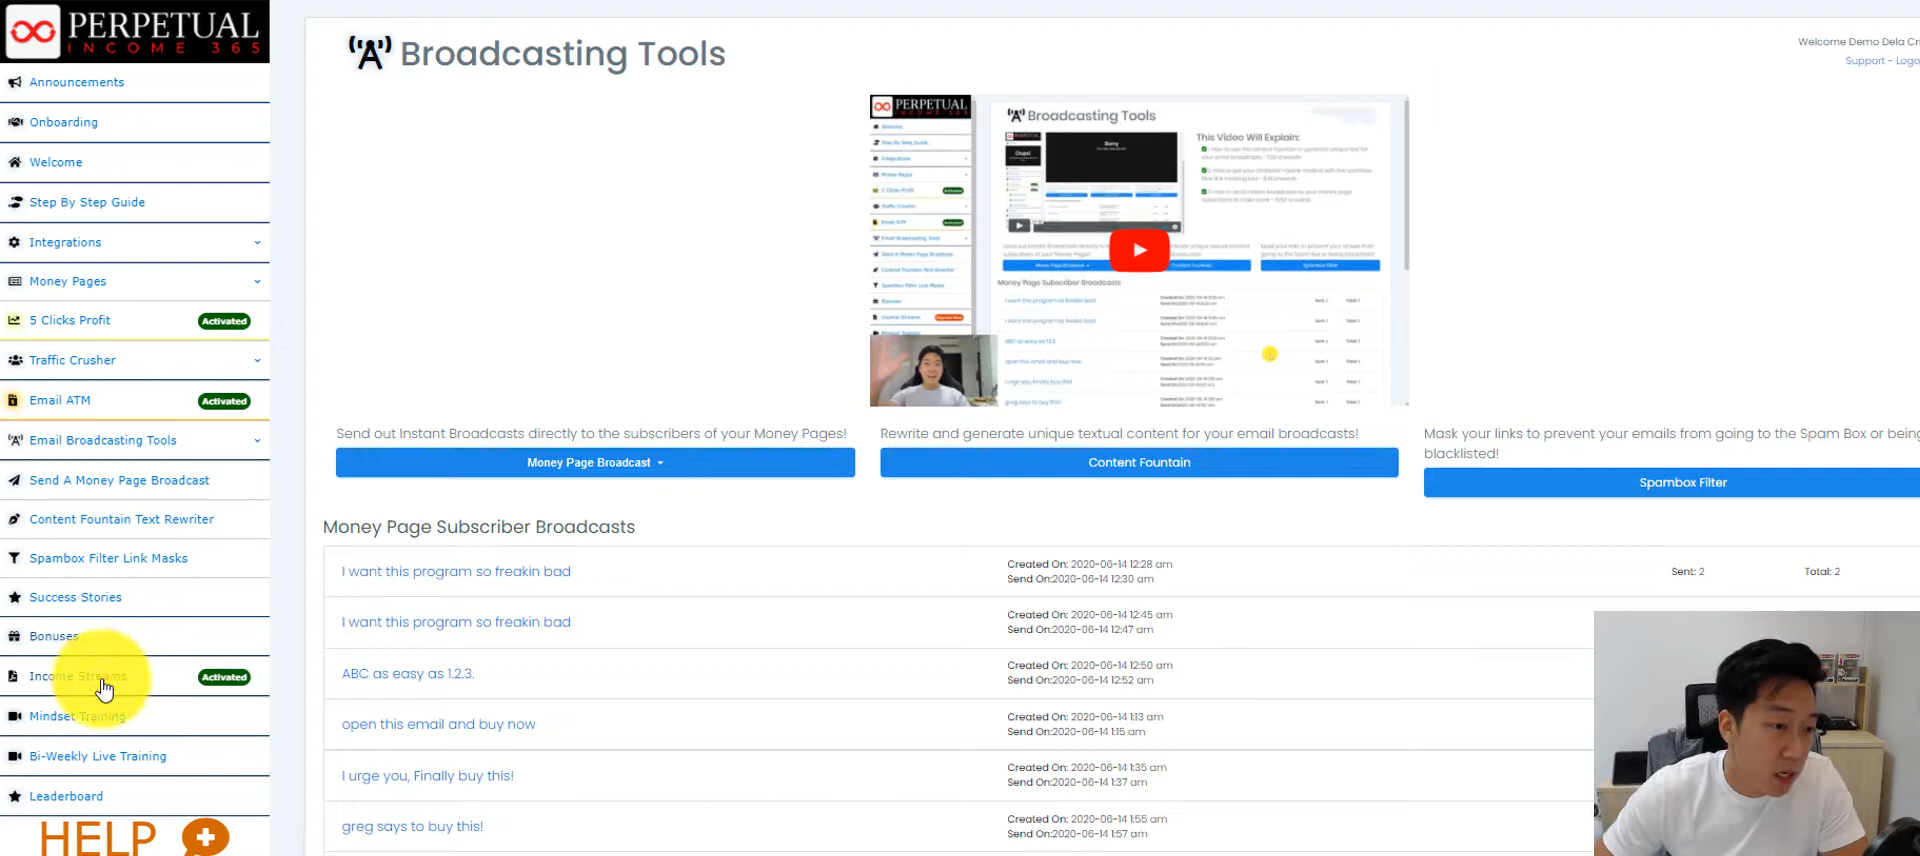 PERPETUAL
INCOME 365
Announcements
Onboarding
Welcome
Step By Step Guide
Integrations
Money Pages
5 Clicks Profit Activated
Traffic Crusher
Email ATM Activated
Email Broadcasting Tools
Send A Money Page Broadcast
Content Fountain Text Rewriter
Spambox Filter Link Masks
Success Stories
Bonuses
Income Streams Activated
Mindset Training
Bi-Weekly Live Training
Leaderboard
HELP
Broadcasting Tools
Welcome Demo Dela Cr
Support - Logo
PERPETUAL
Broadcasting Tools
This Video Will Explain:
Money Page Subscriber Broadcasts
Send out Instant Broadcasts directly to the subscribers of your Money Pages!
Money Page Broadcast
Rewrite and generate unique textual content for your email broadcasts!
Content Fountain
Mask your links to prevent your emails from going to the Spam Box or being
blacklisted!
Spambox Filter
Money Page Subscriber Broadcasts
I want this program so freakin bad
Created On: 2020-06-14 12:28 am
Send On:2020-06-14 12:30 am
Sent: 2
Total: 2
I want this program so freakin bad
Created On: 2020-06-14 12:45 am
Send On:2020-06-14 12:47 am
ABC as easy as 1.2.3.
Created On: 2020-06-14 12:50 am
Send On:2020-06-14 12:52 am
open this email and buy now
Created On: 2020-06-14 1:13 am
Send On:2020-06-14 1:15 am
I urge you, Finally buy this!
Created On: 2020-06-14 1:35 am
Send On:2020-06-14 1:37 am
greg says to buy this!
Created On: 2020-06-14 1:55 am
Send On:2020-06-14 1:57 am